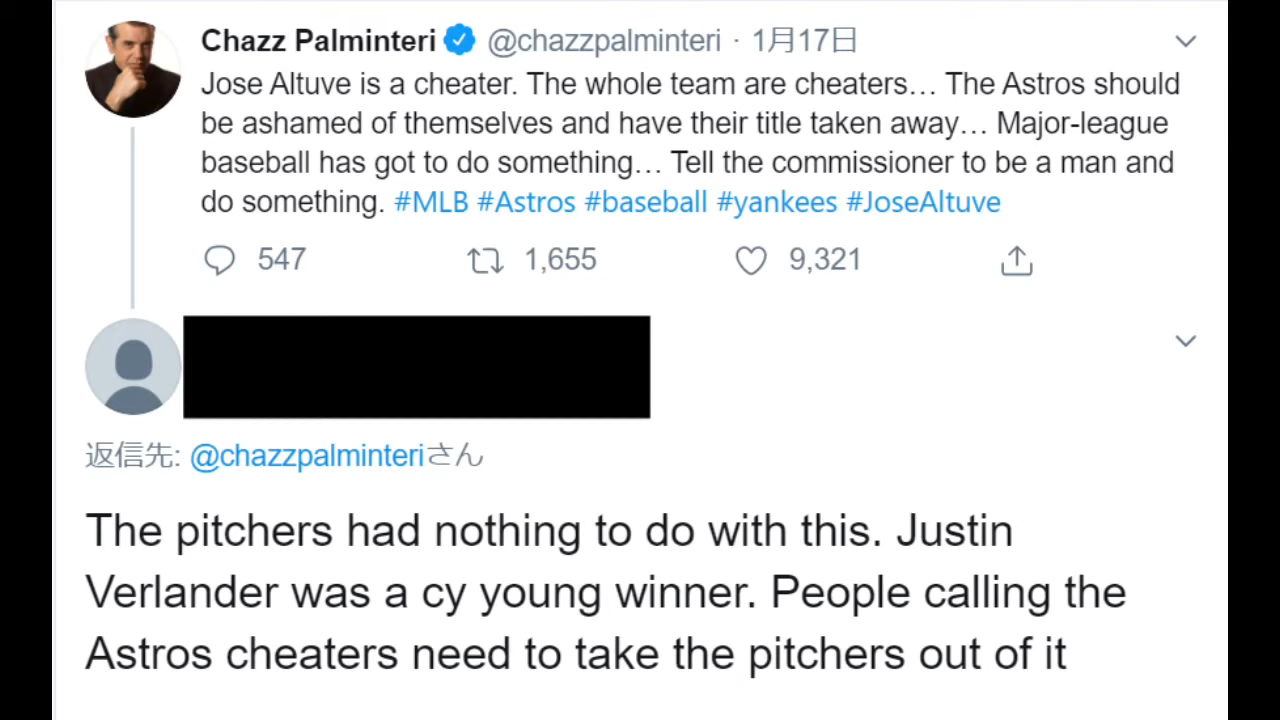 Chazz Palminteri @chazzpalminteri · 1月17日
Jose Altuve is a cheater. The whole team are cheaters… The Astros should
be ashamed of themselves and have their title taken away… Major-league
baseball has got to do something… Tell the commissioner to be a man and
do something. #MLB #Astros #baseball #yankees #JoseAltuve
547 1,655 9,321
返信先: @chazzpalminteriさん
The pitchers had nothing to do with this. Justin
Verlander was a cy young winner. People calling the
Astros cheaters need to take the pitchers out of it